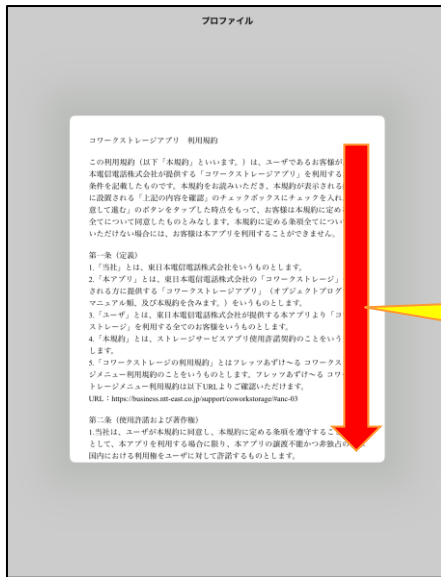 プロファイル
コワークストレージアプリ 利用規約
この利用規約（以下「本規約」といいます。）は、ユーザであるお客様が
本電信電話株式会社が提供する「コワークストレージアプリ」を利用する
条件を記載したものです。本規約をお読みいただき、本規約が表示される
に設置される「上記の内容を確認」のチェックボックスにチェックを入れ
意して進む」のボタンをタップした時点をもって、お客様は本規約に定め
全てについて同意したものとみなします。本規約に定める条項全てについ
いただけない場合には、お客様は本アプリを利用することができません。
第一条（定義）
1.「当社」とは、東日本電信電話株式会社をいうものとします。
2.「本アプリ」とは、東日本電信電話株式会社の「コワークストレージ」
される方に提供する「コワークストレージアプリ」（オブジェクトプログ
マニュアル類、及び本規約を含みます。）をいうものとします。
3.「ユーザ」とは、東日本電信電話株式会社が提供する本アプリより「コ
ストレージ」を利用する全てのお客様をいうものとします。
4.「本規約」とは、ストレージサービスアプリ使用許諾契約のことをいう
します。
5.「コワークストレージの利用規約」とはフレッツあずけ〜る コワークス
ジメニュー利用規約のことをいうものとします。フレッツあずけ〜る コワー
トレージメニュー利用規約は以下URLよりご確認いただけます。
URL：https://business.ntt-east.co.jp/support/coworkstorage/#anc-03
第二条（使用許諾および著作権）
1.当社は、ユーザが本規約に同意し、本規約に定める条項を遵守するこ
として、本アプリを利用する場合に限り、本アプリの譲渡不能かつ非独占の
国内における利用権をユーザに対して許諾するものとします。